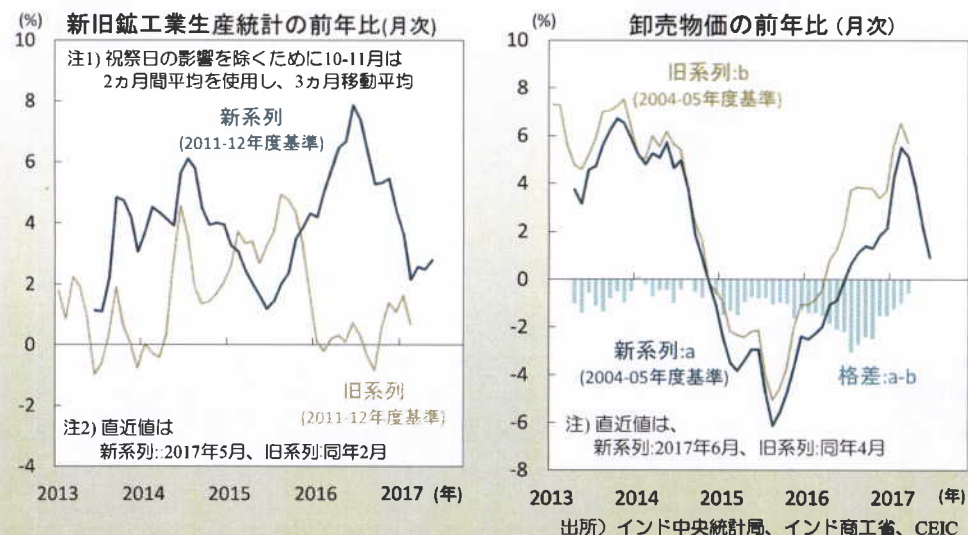 新旧鉱工業生産統計の前年比(月次)
(%)
10
8
6
4
2
0
-2
-4
注1) 祝祭日の影響を除くために10-11月は
2ヵ月間平均を使用し、3ヵ月移動平均
新系列
(2011-12年度基準)
旧系列
(2011-12年度基準)
注2) 直近値は
新系列::2017年5月、旧系列:同年2月
2013 2014 2015 2016 2017 (年)
卸売物価の前年比 (月次)
(%)
10
8
6
4
2
0
-2
-4
-6
-8
旧系列:b
(2004-05年度基準)
新系列:a
(2004-05年度基準)
格差:a-b
注) 直近値は、
新系列:2017年6月、旧系列:同年4月
2013 2014 2015 2016 2017 (年)
出所）インド中央統計局、インド商工省、CEIC